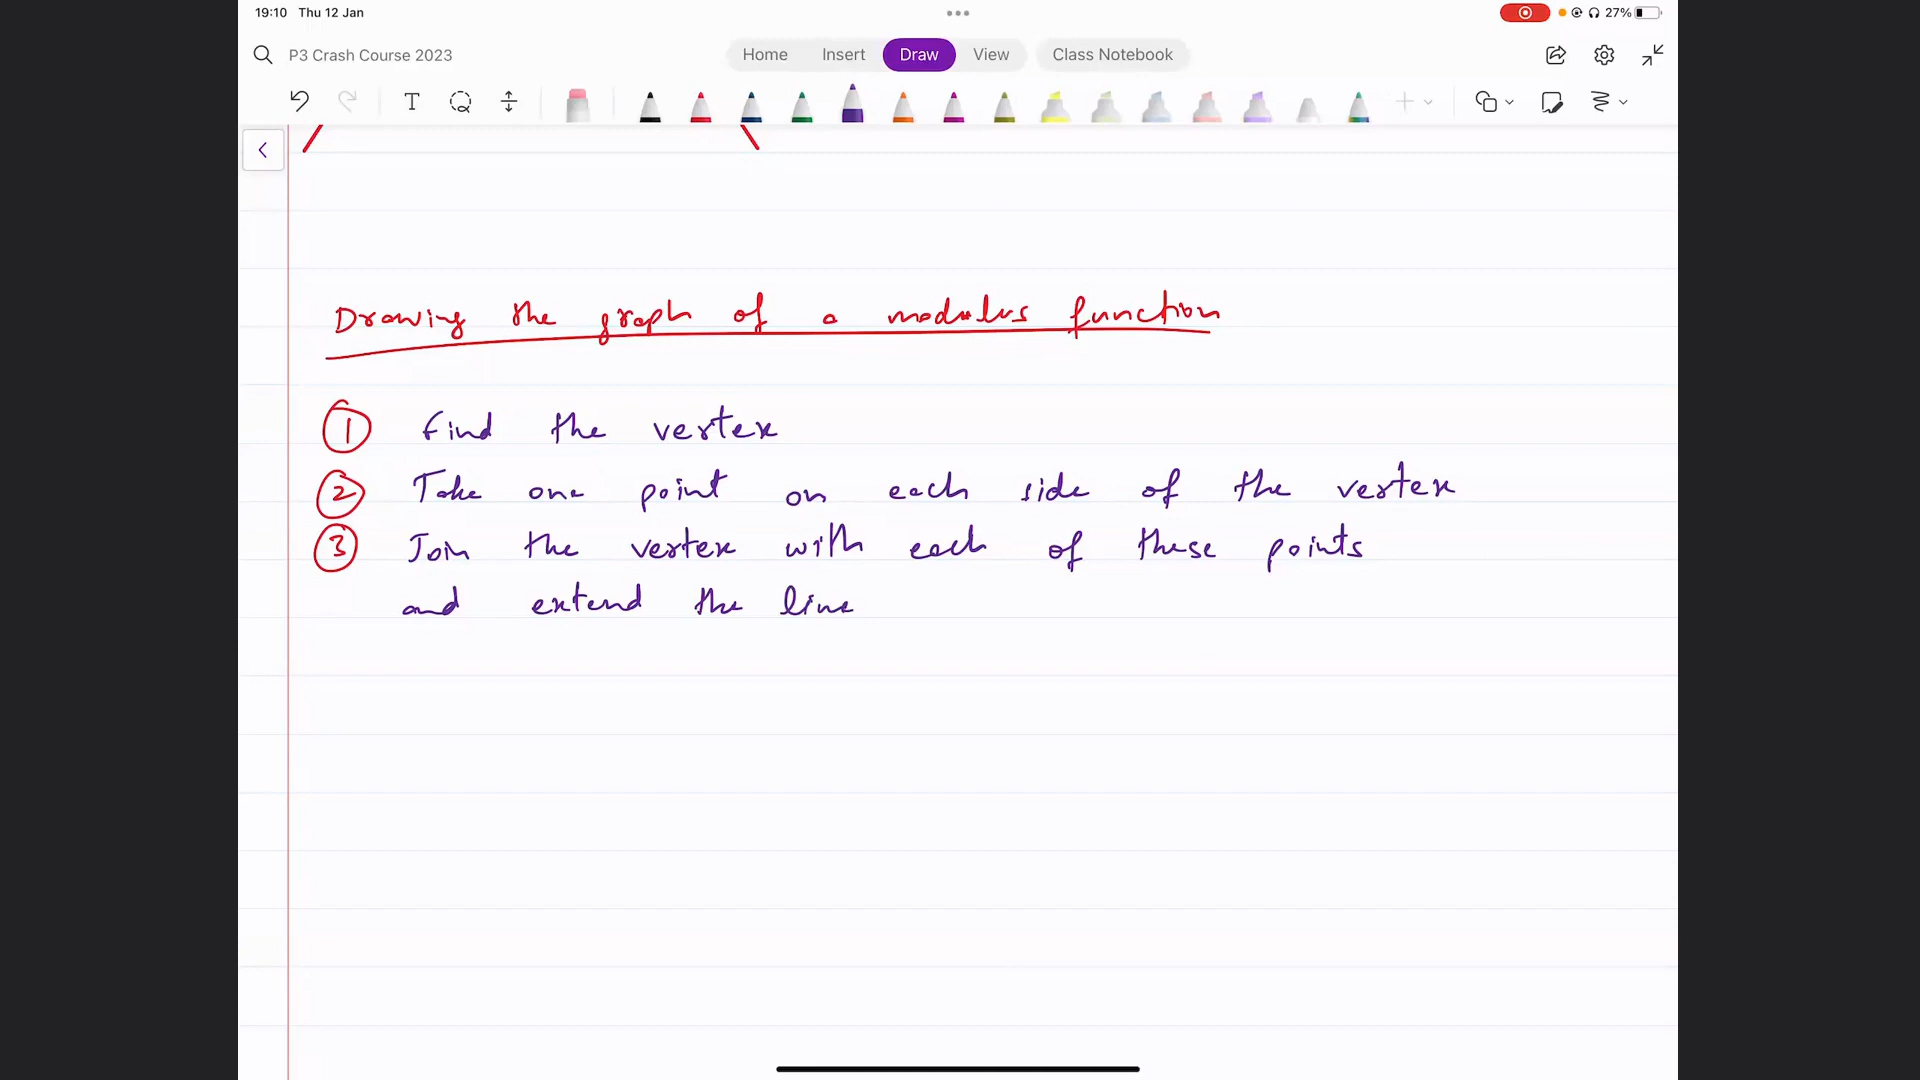 19:10 Thu 12 Jan
27%
P3 Crash Course 2023
Home Insert Draw View Class Notebook
T
Drawing the graph of a modulus function
1 Find the vertex
2 Take one point on each side of the vertex
3 Join the vertex with each of these points
and extend the line